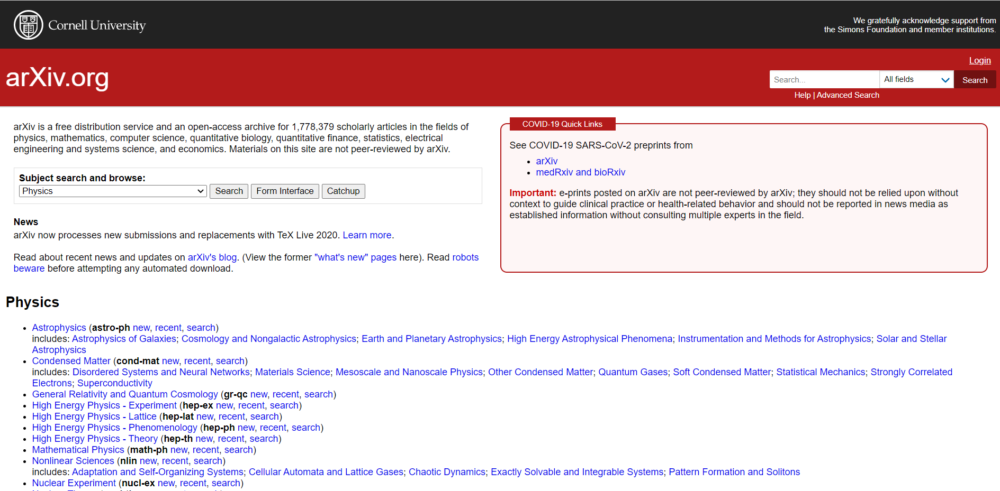 Cornell University
We gratefully acknowledge support from
the Simons Foundation and member institutions.
Login
arXiv.org
Search...
All fields
Search
Help | Advanced Search
arXiv is a free distribution service and an open-access archive for 1,778,379 scholarly articles in the fields of
physics, mathematics, computer science, quantitative biology, quantitative finance, statistics, electrical
engineering and systems science, and economics. Materials on this site are not peer-reviewed by arXiv.
Subject search and browse:
Physics
Search
Form Interface
Catchup
News
arXiv now processes new submissions and replacements with TeX Live 2020. Learn more.
Read about recent news and updates on arXiv's blog. (View the former "what's new" pages here). Read robots
beware before attempting any automated download.
COVID-19 Quick Links
See COVID-19 SARS-CoV-2 preprints from
• arXiv
• medRxiv and bioRxiv
Important: e-prints posted on arXiv are not peer-reviewed by arXiv; they should not be relied upon without
context to guide clinical practice or health-related behavior and should not be reported in news media as
established information without consulting multiple experts in the field.
Physics
• Astrophysics (astro-ph new, recent, search)
includes: Astrophysics of Galaxies; Cosmology and Nongalactic Astrophysics; Earth and Planetary Astrophysics; High Energy Astrophysical Phenomena; Instrumentation and Methods for Astrophysics; Solar and Stellar
Astrophysics
• Condensed Matter (cond-mat new, recent, search)
includes: Disordered Systems and Neural Networks; Materials Science; Mesoscale and Nanoscale Physics; Other Condensed Matter; Quantum Gases; Soft Condensed Matter; Statistical Mechanics; Strongly Correlated
Electrons; Superconductivity
• General Relativity and Quantum Cosmology (gr-qc new, recent, search)
• High Energy Physics - Experiment (hep-ex new, recent, search)
• High Energy Physics - Lattice (hep-lat new, recent, search)
• High Energy Physics - Phenomenology (hep-ph new, recent, search)
• High Energy Physics - Theory (hep-th new, recent, search)
• Mathematical Physics (math-ph new, recent, search)
• Nonlinear Sciences (nlin new, recent, search)
includes: Adaptation and Self-Organizing Systems; Cellular Automata and Lattice Gases; Chaotic Dynamics; Exactly Solvable and Integrable Systems; Pattern Formation and Solitons
• Nuclear Experiment (nucl-ex new, recent, search)